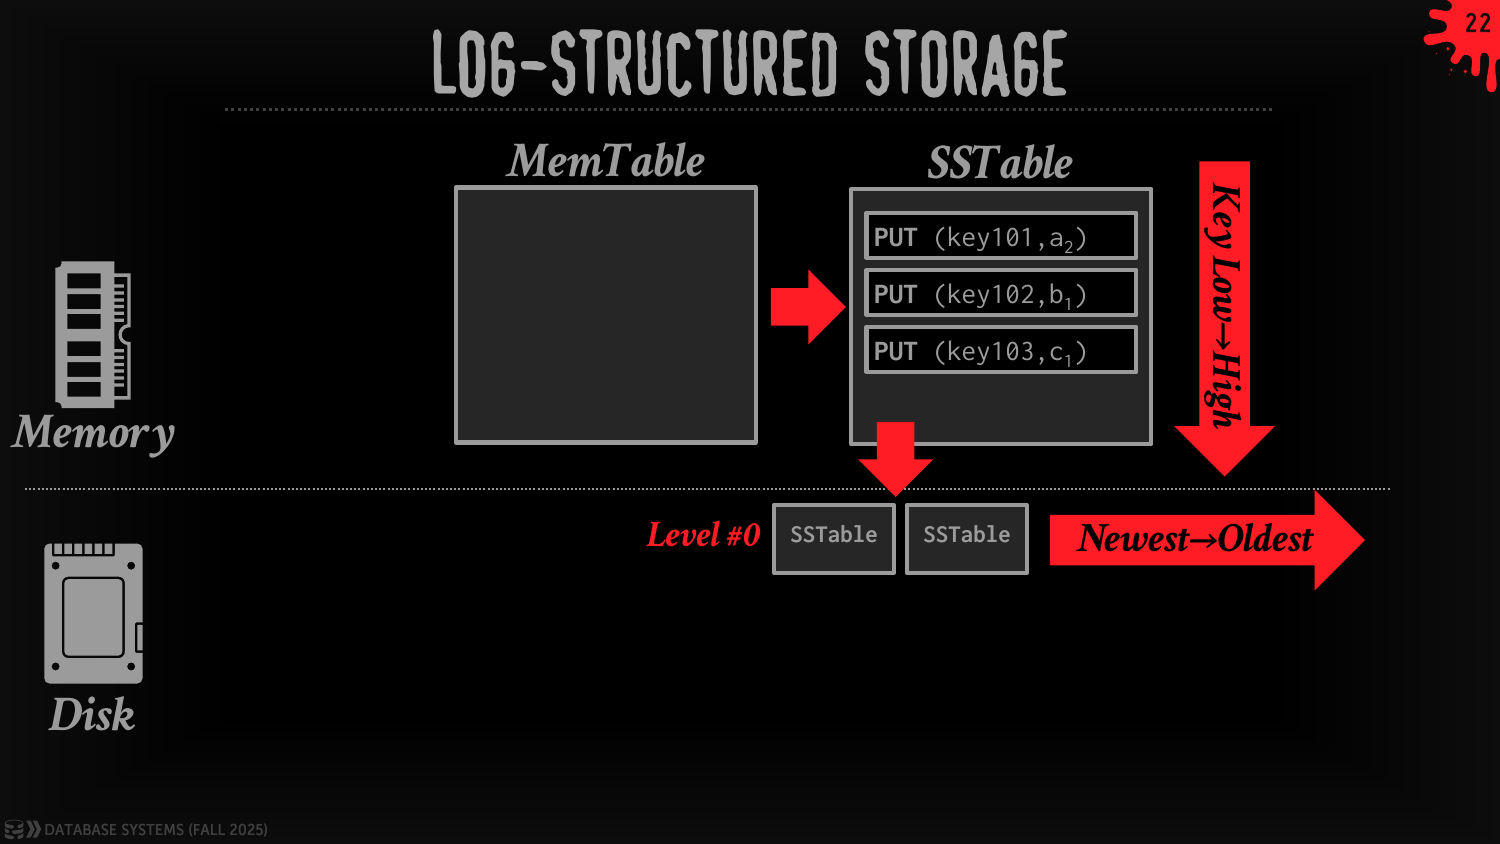 22
LOG-STRUCTURED STORAGE
MemTable
SSTable
PUT (key101,a₂)
PUT (key102,b₁)
PUT (key103,c₁)
Key Low→High
Memory
Level #0
SSTable
SSTable
Newest→Oldest
Disk
DATABASE SYSTEMS (FALL 2025)